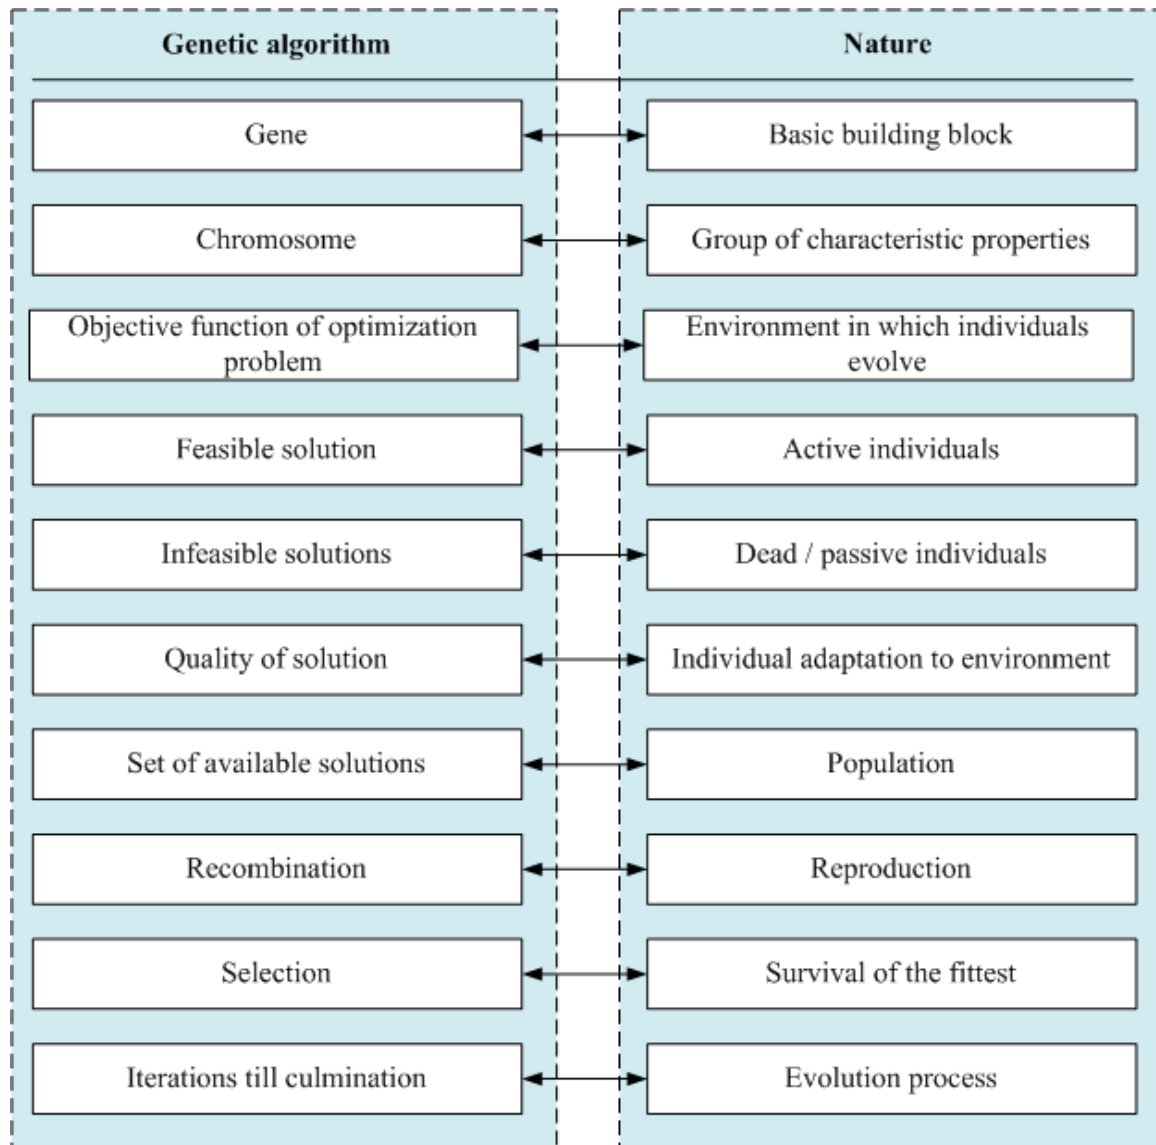 Genetic algorithm
Nature
Gene
Basic building block
Chromosome
Group of characteristic properties
Objective function of optimization
problem
Environment in which individuals
evolve
Feasible solution
Active individuals
Infeasible solutions
Dead / passive individuals
Quality of solution
Individual adaptation to environment
Set of available solutions
Population
Recombination
Reproduction
Selection
Survival of the fittest
Iterations till culmination
Evolution process